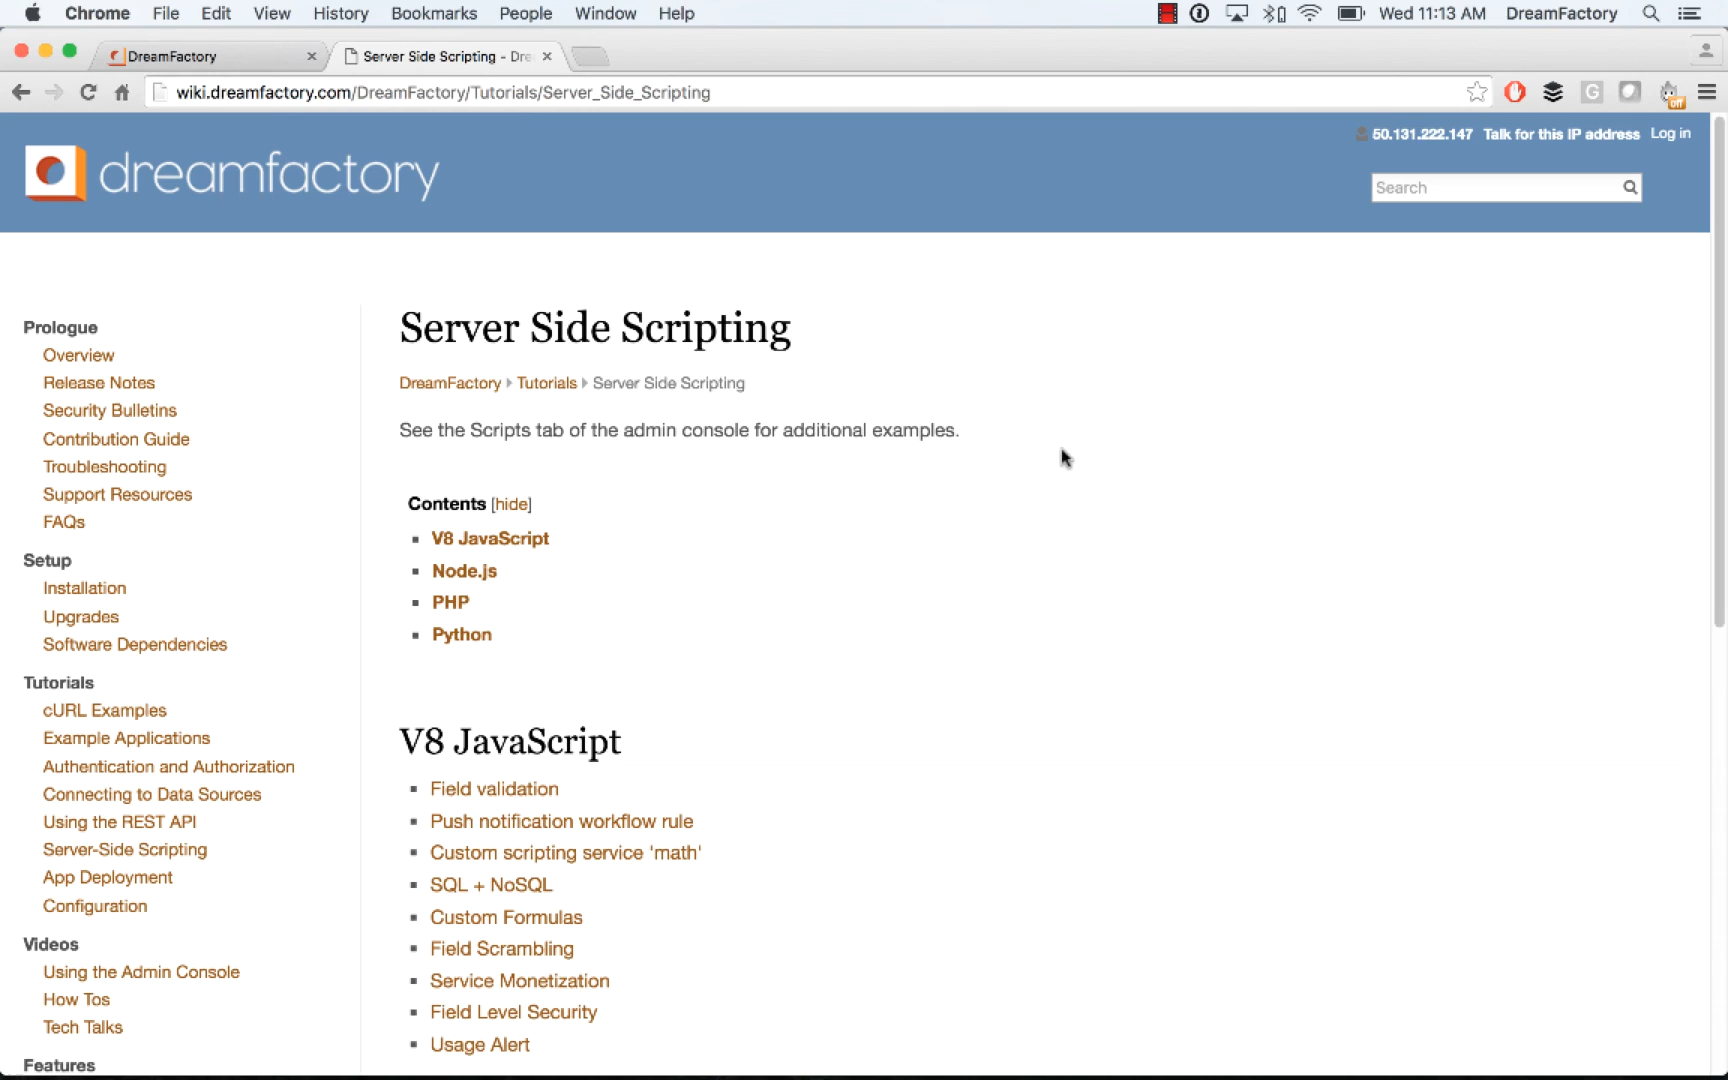 Chrome File Edit View History Bookmarks People Window Help Wed 11:13 AM DreamFactory
DreamFactory Server Side Scripting - Dre
wiki.dreamfactory.com/DreamFactory/Tutorials/Server_Side_Scripting
off
50.131.222.147 Talk for this IP address Log in
dreamfactory
Search
Prologue
Overview
Release Notes
Security Bulletins
Contribution Guide
Troubleshooting
Support Resources
FAQs
Setup
Installation
Upgrades
Software Dependencies
Tutorials
cURL Examples
Example Applications
Authentication and Authorization
Connecting to Data Sources
Using the REST API
Server-Side Scripting
App Deployment
Configuration
Videos
Using the Admin Console
How Tos
Tech Talks
Features
Server Side Scripting
DreamFactory Tutorials Server Side Scripting
See the Scripts tab of the admin console for additional examples.
Contents [hide]
V8 JavaScript
Node.js
PHP
Python
V8 JavaScript
Field validation
Push notification workflow rule
Custom scripting service 'math'
SQL + NoSQL
Custom Formulas
Field Scrambling
Service Monetization
Field Level Security
Usage Alert